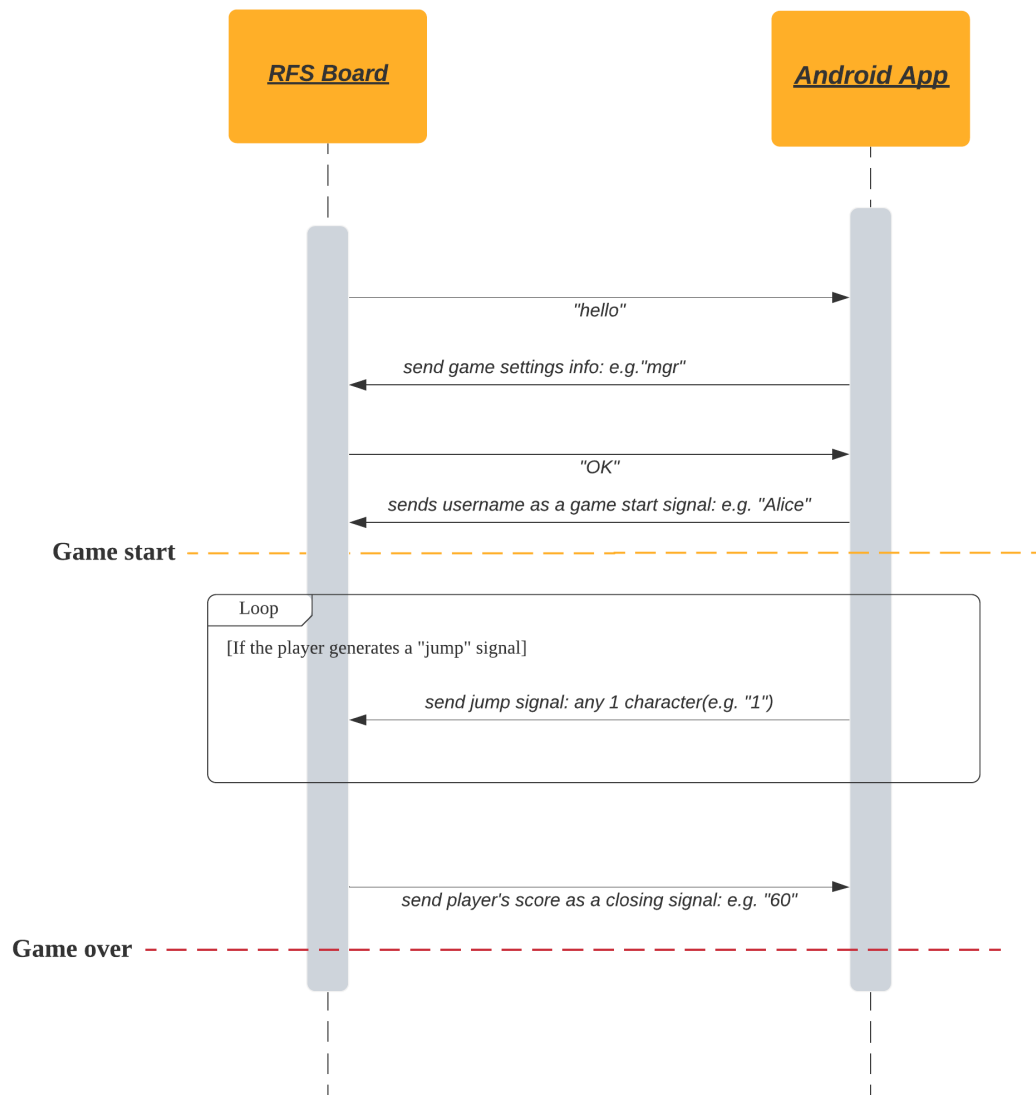 RFS Board
Android App
"hello"
send game settings info: e.g."mgr"
"OK"
sends username as a game start signal: e.g. "Alice"
Game start
Loop
[If the player generates a "jump" signal]
send jump signal: any 1 character(e.g. "1")
send player's score as a closing signal: e.g. "60"
Game over